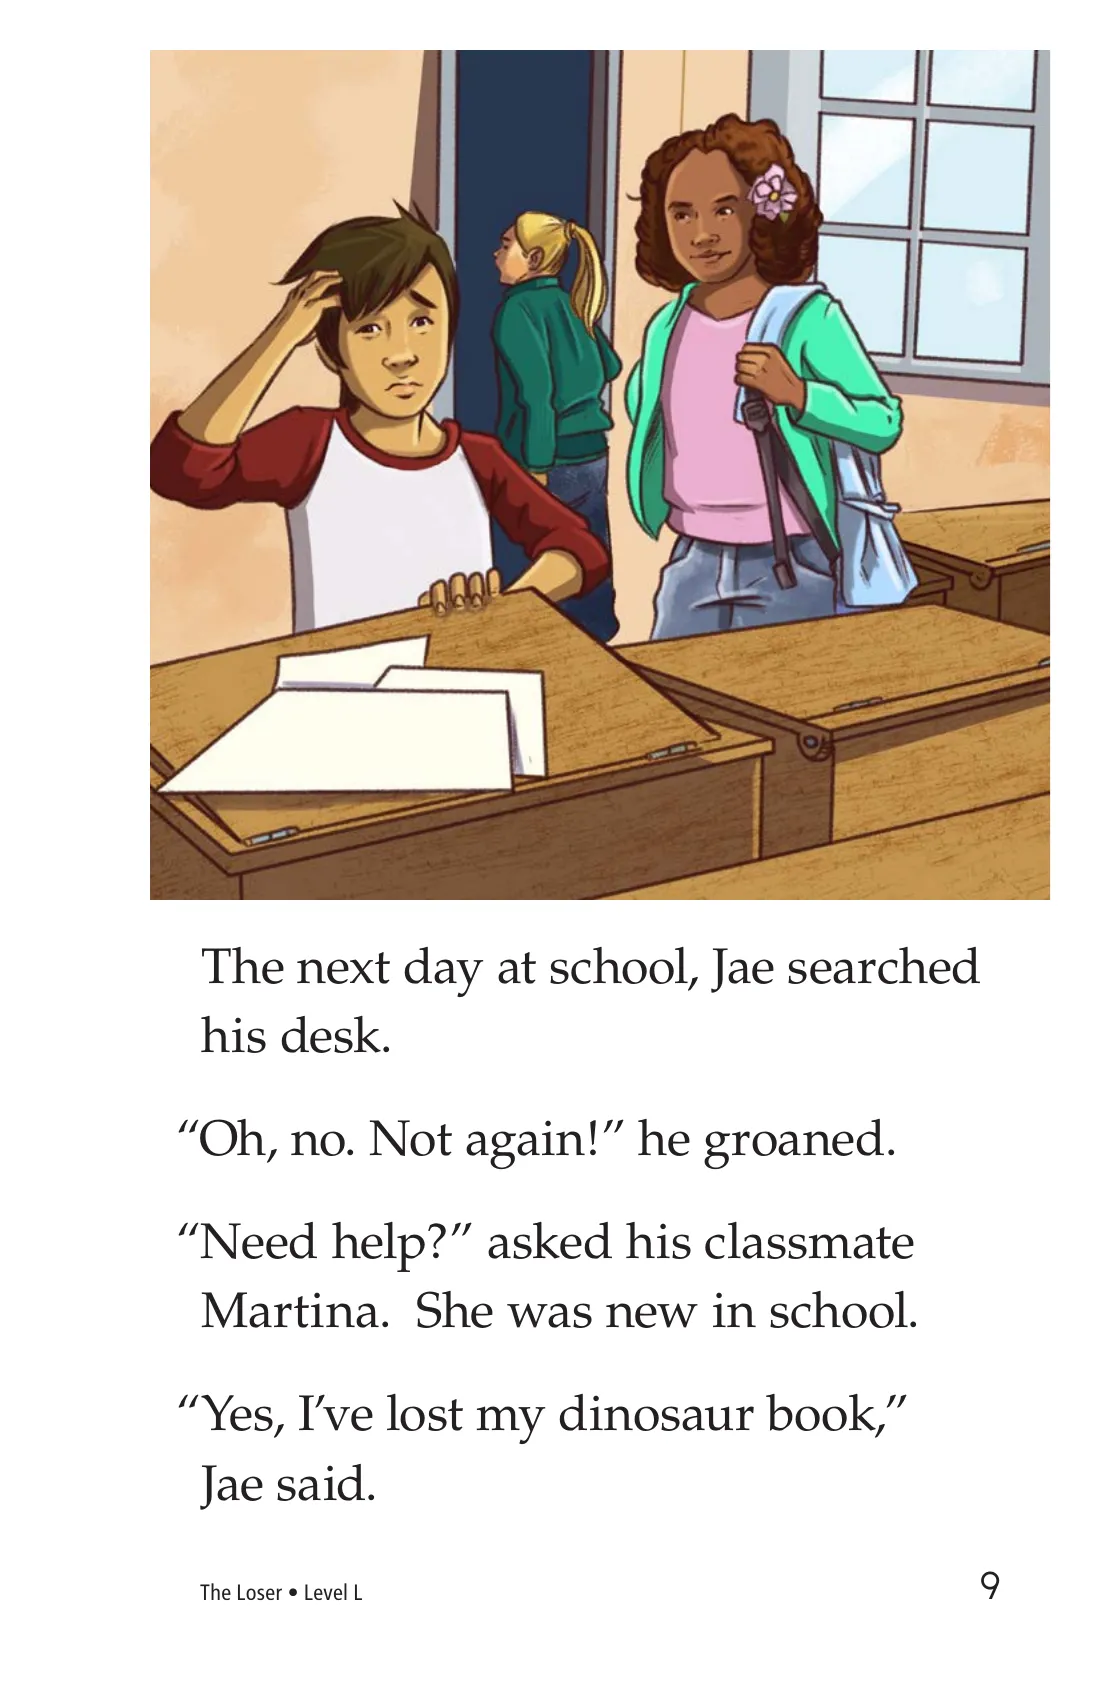 The next day at school, Jae searched
his desk.
“Oh, no. Not again!” he groaned.
“Need help?” asked his classmate
Martina.  She was new in school.
“Yes, I’ve lost my dinosaur book,”
Jae said.
The Loser • Level L
9